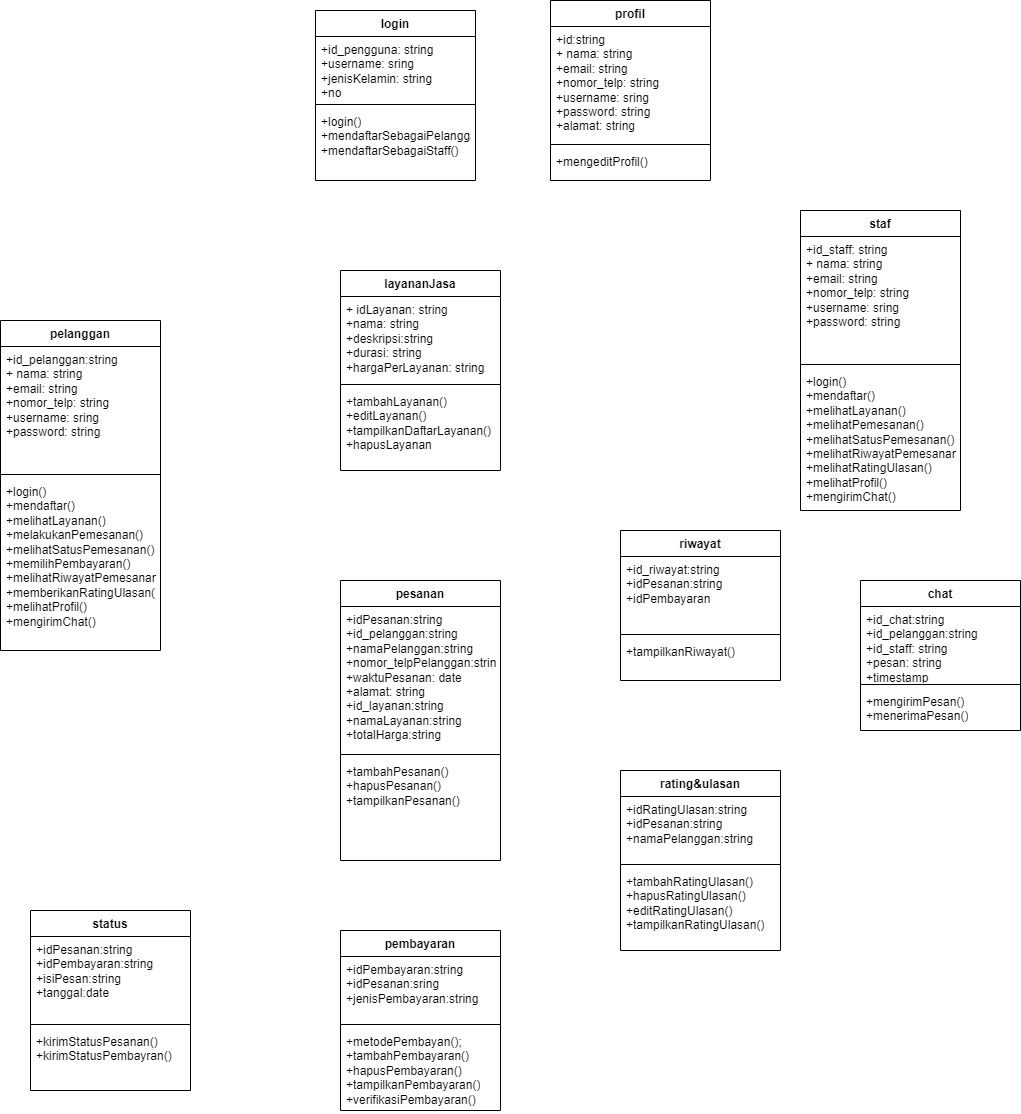 login
+id_pengguna: string
+username: sring
+jenisKelamin: string
+no
+login()
+mendaftarSebagaiPelangg
+mendaftarSebagaiStaff()
profil
+id:string
+ nama: string
+email: string
+nomor_telp: string
+username: sring
+password: string
+alamat: string
+mengeditProfil()
staf
+id_staff: string
+ nama: string
+email: string
+nomor_telp: string
+username: sring
+password: string
+login()
+mendaftar()
+melihatLayanan()
+melihatPemesanan()
+melihatSatusPemesanan()
+melihatRiwayatPemesanar
+melihatRatingUlasan()
+melihatProfil()
+mengirimChat()
layananJasa
+ idLayanan: string
+nama: string
+deskripsi:string
+durasi: string
+hargaPerLayanan: string
+tambahLayanan()
+editLayanan()
+tampilkanDaftarLayanan()
+hapusLayanan
pelanggan
+id_pelanggan:string
+ nama: string
+email: string
+nomor_telp: string
+username: sring
+password: string
+login()
+mendaftar()
+melihatLayanan()
+melakukanPemesanan()
+melihatSatusPemesanan()
+memilihPembayaran()
+melihatRiwayatPemesanar
+memberikanRatingUlasan(
+melihatProfil()
+mengirimChat()
riwayat
+id_riwayat:string
+idPesanan:string
+idPembayaran
+tampilkanRiwayat()
chat
+id_chat:string
+id_pelanggan:string
+id_staff: string
+pesan: string
+timestamp
+mengirimPesan()
+menerimaPesan()
pesanan
+idPesanan:string
+id_pelanggan:string
+namaPelanggan:string
+nomor_telpPelanggan:strin
+waktuPesanan: date
+alamat: string
+id_layanan:string
+namaLayanan:string
+totalHarga:string
+tambahPesanan()
+hapusPesanan()
+tampilkanPesanan()
rating&ulasan
+idRatingUlasan:string
+idPesanan:string
+namaPelanggan:string
+tambahRatingUlasan()
+hapusRatingUlasan()
+editRatingUlasan()
+tampilkanRatingUlasan()
status
+idPesanan:string
+idPembayaran:string
+isiPesan:string
+tanggal:date
+kirimStatusPesanan()
+kirimStatusPembayran()
pembayaran
+idPembayaran:string
+idPesanan:sring
+jenisPembayaran:string
+metodePembayan();
+tambahPembayaran()
+hapusPembayaran()
+tampilkanPembayaran()
+verifikasiPembayaran()